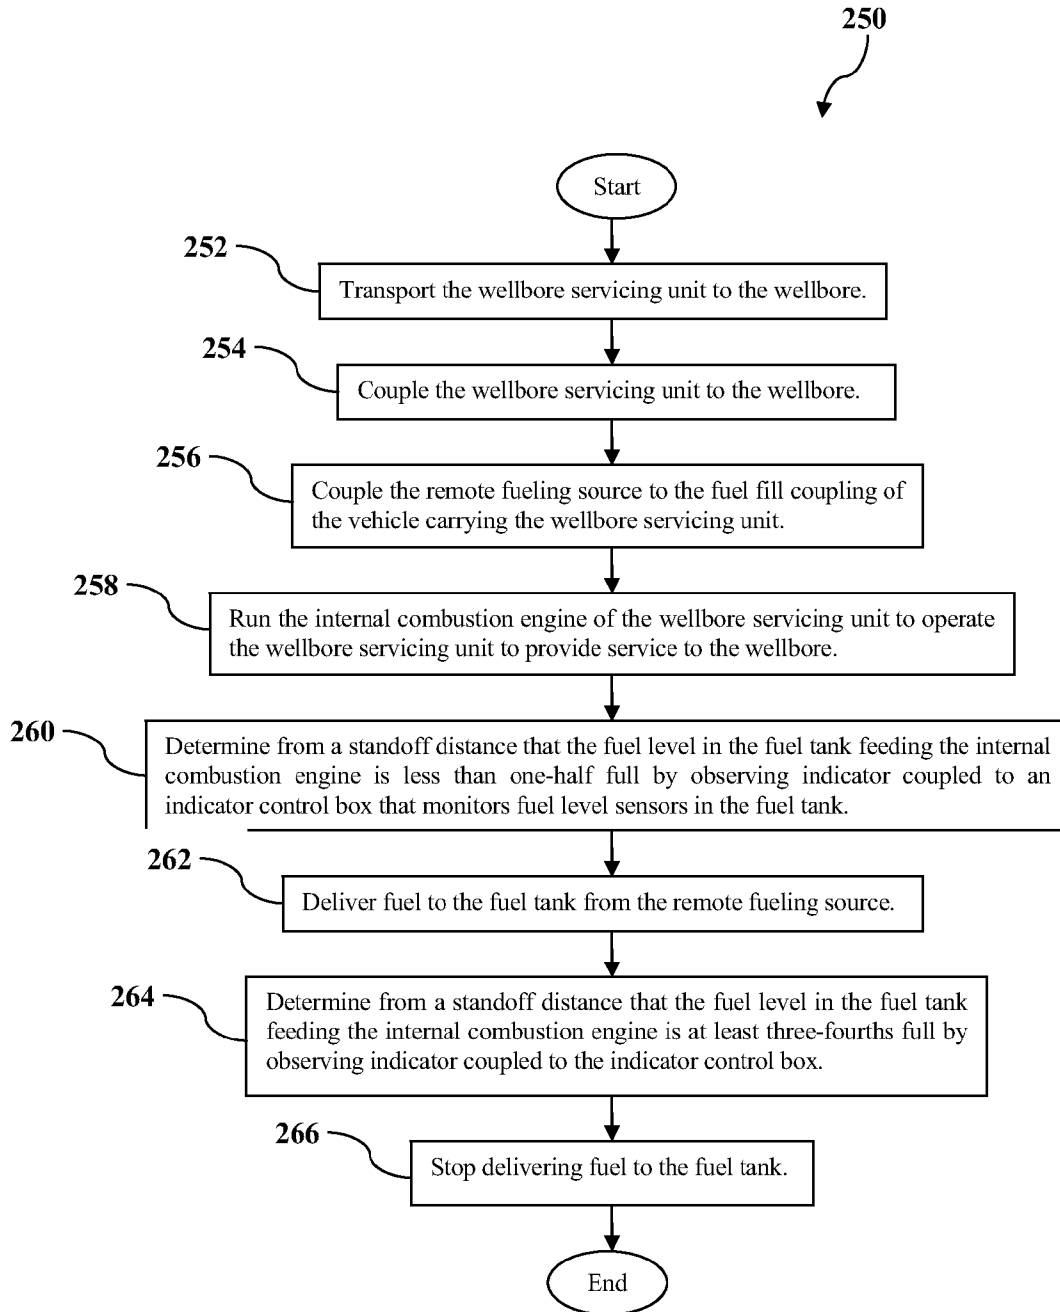 250
Start
252
Transport the wellbore servicing unit to the wellbore.
254
Couple the wellbore servicing unit to the wellbore.
256
Couple the remote fueling source to the fuel fill coupling of
the vehicle carrying the wellbore servicing unit.
258
Run the internal combustion engine of the wellbore servicing unit to operate
the wellbore servicing unit to provide service to the wellbore.
260
Determine from a standoff distance that the fuel level in the fuel tank feeding the internal
combustion engine is less than one-half full by observing indicator coupled to an
indicator control box that monitors fuel level sensors in the fuel tank.
262
Deliver fuel to the fuel tank from the remote fueling source.
264
Determine from a standoff distance that the fuel level in the fuel tank
feeding the internal combustion engine is at least three-fourths full by
observing indicator coupled to the indicator control box.
266
Stop delivering fuel to the fuel tank.
End